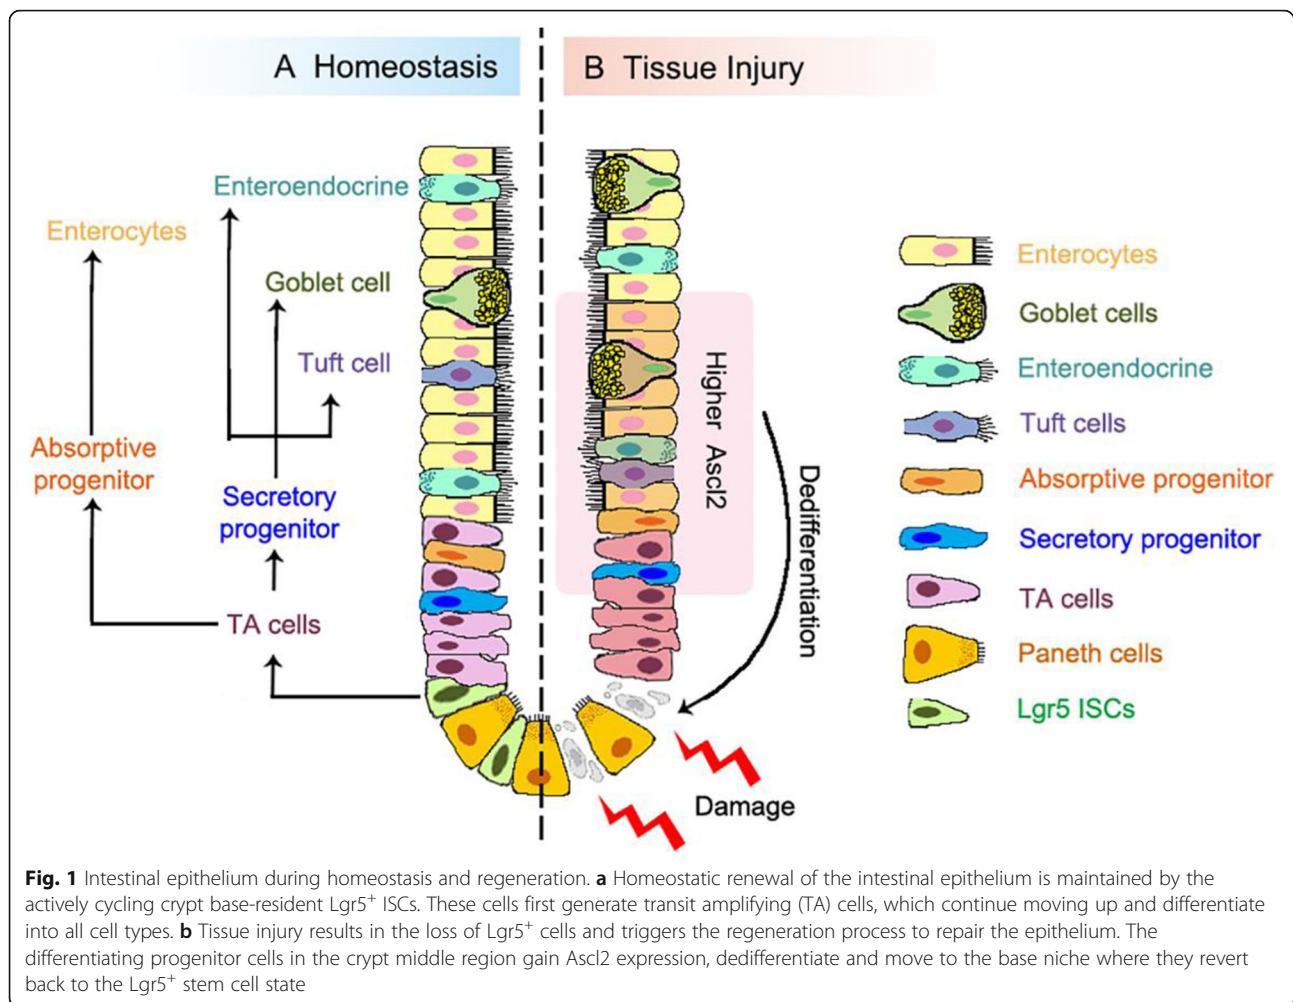 A Homeostasis
B Tissue Injury
Enteroendocrine
Enterocytes
Goblet cell
Tuft cell
Absorptive
progenitor
Secretory
progenitor
TA cells
Higher Ascl2
Dedifferentiation
Damage
Enterocytes
Goblet cells
Enteroendocrine
Tuft cells
Absorptive progenitor
Secretory progenitor
TA cells
Paneth cells
Lgr5 ISCs
Fig. 1 Intestinal epithelium during homeostasis and regeneration. a Homeostatic renewal of the intestinal epithelium is maintained by the
actively cycling crypt base-resident Lgr5⁺ ISCs. These cells first generate transit amplifying (TA) cells, which continue moving up and differentiate
into all cell types. b Tissue injury results in the loss of Lgr5⁺ cells and triggers the regeneration process to repair the epithelium. The
differentiating progenitor cells in the crypt middle region gain Ascl2 expression, dedifferentiate and move to the base niche where they revert
back to the Lgr5⁺ stem cell state